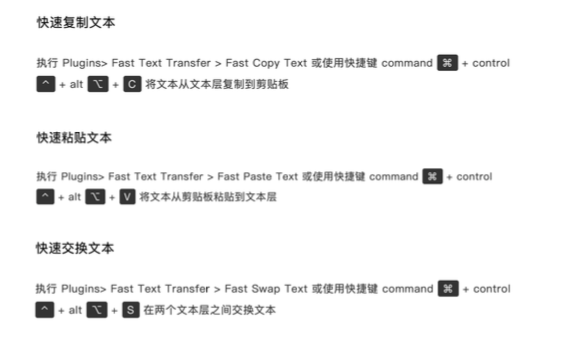 快速复制文本
执行 Plugins> Fast Text Transfer > Fast Copy Text 或使用快捷键 command ⌘ + control
^ + alt ⌥ + C 将文本从文本层复制到剪贴板
快速粘贴文本
执行 Plugins> Fast Text Transfer > Fast Paste Text 或使用快捷键 command ⌘ + control
^ + alt ⌥ + V 将文本从剪贴板粘贴到文本层
快速交换文本
执行 Plugins> Fast Text Transfer > Fast Swap Text 或使用快捷键 command ⌘ + control
^ + alt ⌥ + S 在两个文本层之间交换文本